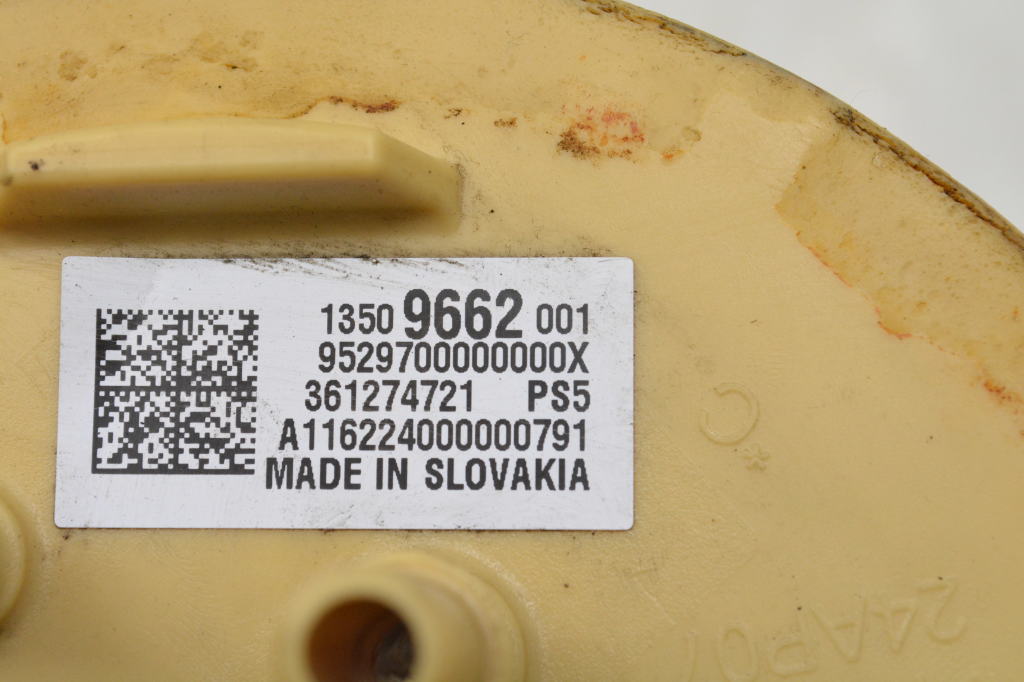 1350 9662 001
9529700000000X
361274721 PS5
A116224000000791
MADE IN SLOVAKIA